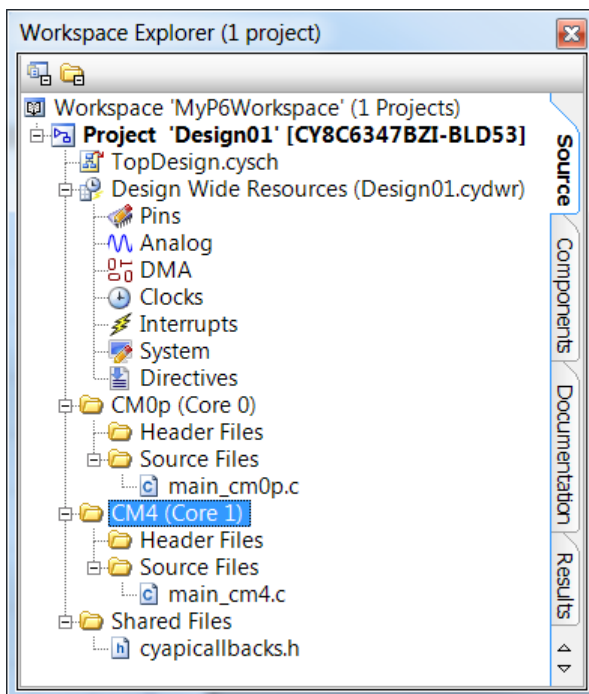 Workspace Explorer (1 project)
Workspace 'MyP6Workspace' (1 Projects)
Project 'Design01' [CY8C6347BZI-BLD53]
TopDesign.cysch
Design Wide Resources (Design01.cydwr)
Pins
Analog
DMA
Clocks
Interrupts
System
Directives
CM0p (Core 0)
Header Files
Source Files
main_cm0p.c
CM4 (Core 1)
Header Files
Source Files
main_cm4.c
Shared Files
cyapicallbacks.h
Source
Components
Documentation
Results